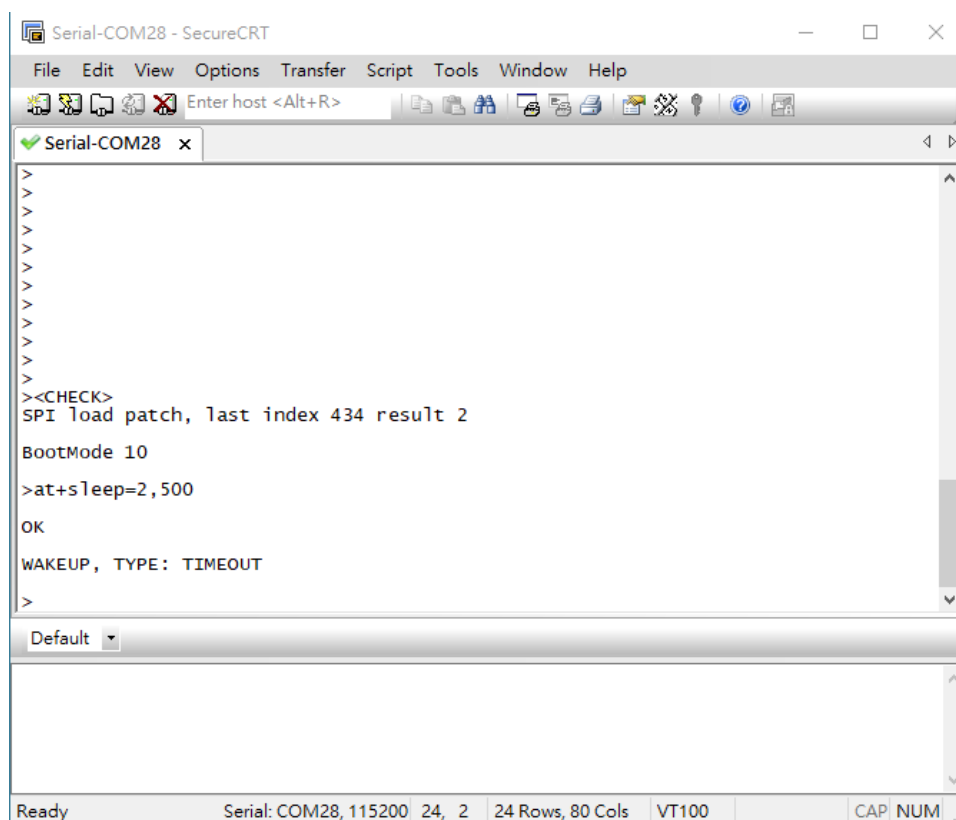 Serial-COM28 - SecureCRT
File Edit View Options Transfer Script Tools Window Help
Enter host <Alt+R>
Serial-COM28 x
>
>
>
>
>
>
>
>
>
>
>
>
><CHECK>
SPI load patch, last index 434 result 2
BootMode 10
>at+sleep=2,500
OK
WAKEUP, TYPE: TIMEOUT
>
Default
Ready Serial: COM28, 115200 24, 2 24 Rows, 80 Cols VT100 CAP NUM